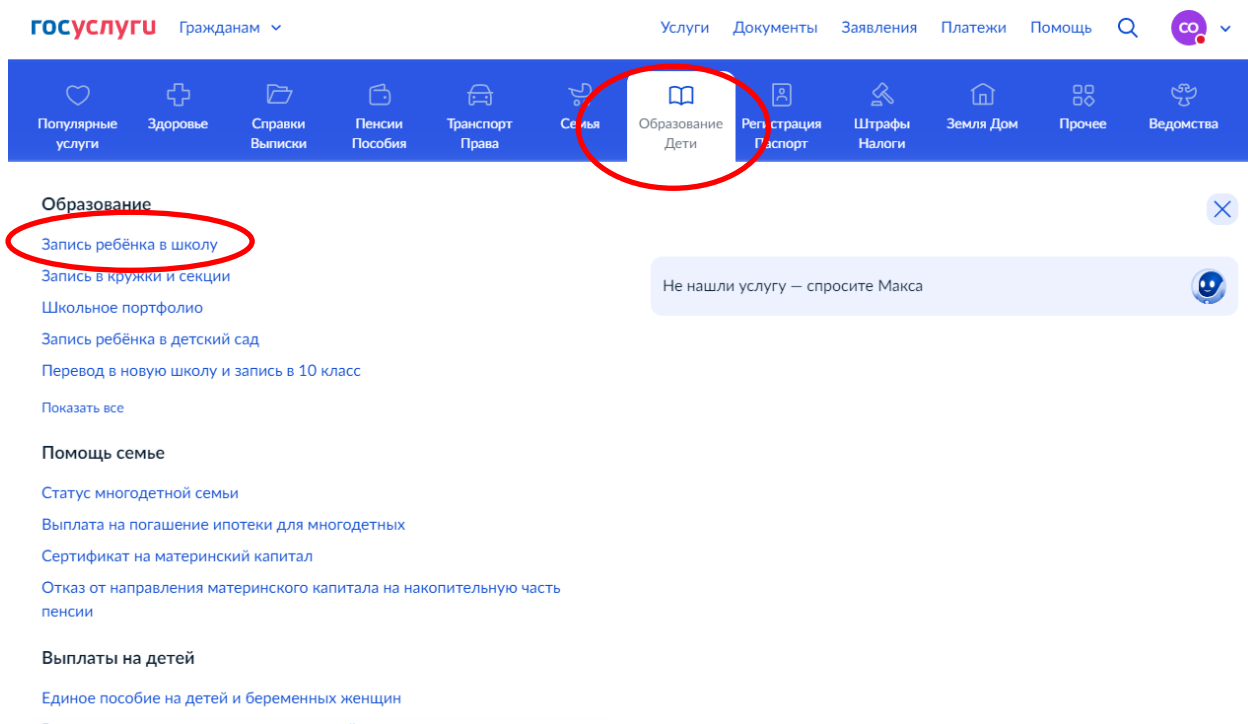 госуслуги Гражданам Услуги Документы Заявления Платежи Помощь СО
Популярные услуги
Здоровье
Справки Выписки
Пенсии Пособия
Транспорт Права
Семья
Образование Дети
Регистрация Паспорт
Штрафы Налоги
Земля Дом
Прочее
Ведомства
Образование
Запись ребёнка в школу
Запись в кружки и секции
Школьное портфолио
Запись ребёнка в детский сад
Перевод в новую школу и запись в 10 класс
Показать все
Не нашли услугу — спросите Макса
Помощь семье
Статус многодетной семьи
Выплата на погашение ипотеки для многодетных
Сертификат на материнский капитал
Отказ от направления материнского капитала на накопительную часть
пенсии
Выплаты на детей
Единое пособие на детей и беременных женщин